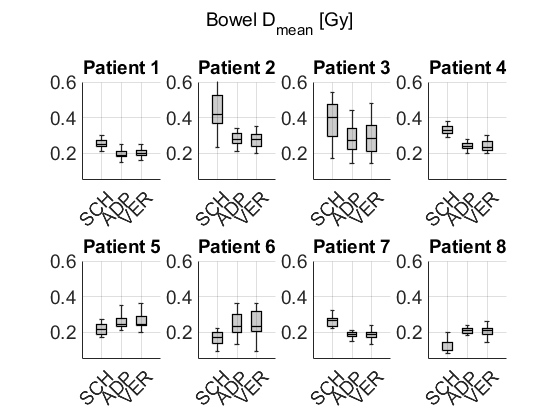 Bowel Dmean [Gy]
Patient 1 Patient 2 Patient 3 Patient 4
0.6 0.6 0.6 0.6
0.4 0.4 0.4 0.4
0.2 0.2 0.2 0.2
SCH ADP VER SCH ADP VER SCH ADP VER SCH ADP VER
Patient 5 Patient 6 Patient 7 Patient 8
0.6 0.6 0.6 0.6
0.4 0.4 0.4 0.4
0.2 0.2 0.2 0.2
SCH ADP VER SCH ADP VER SCH ADP VER SCH ADP VER